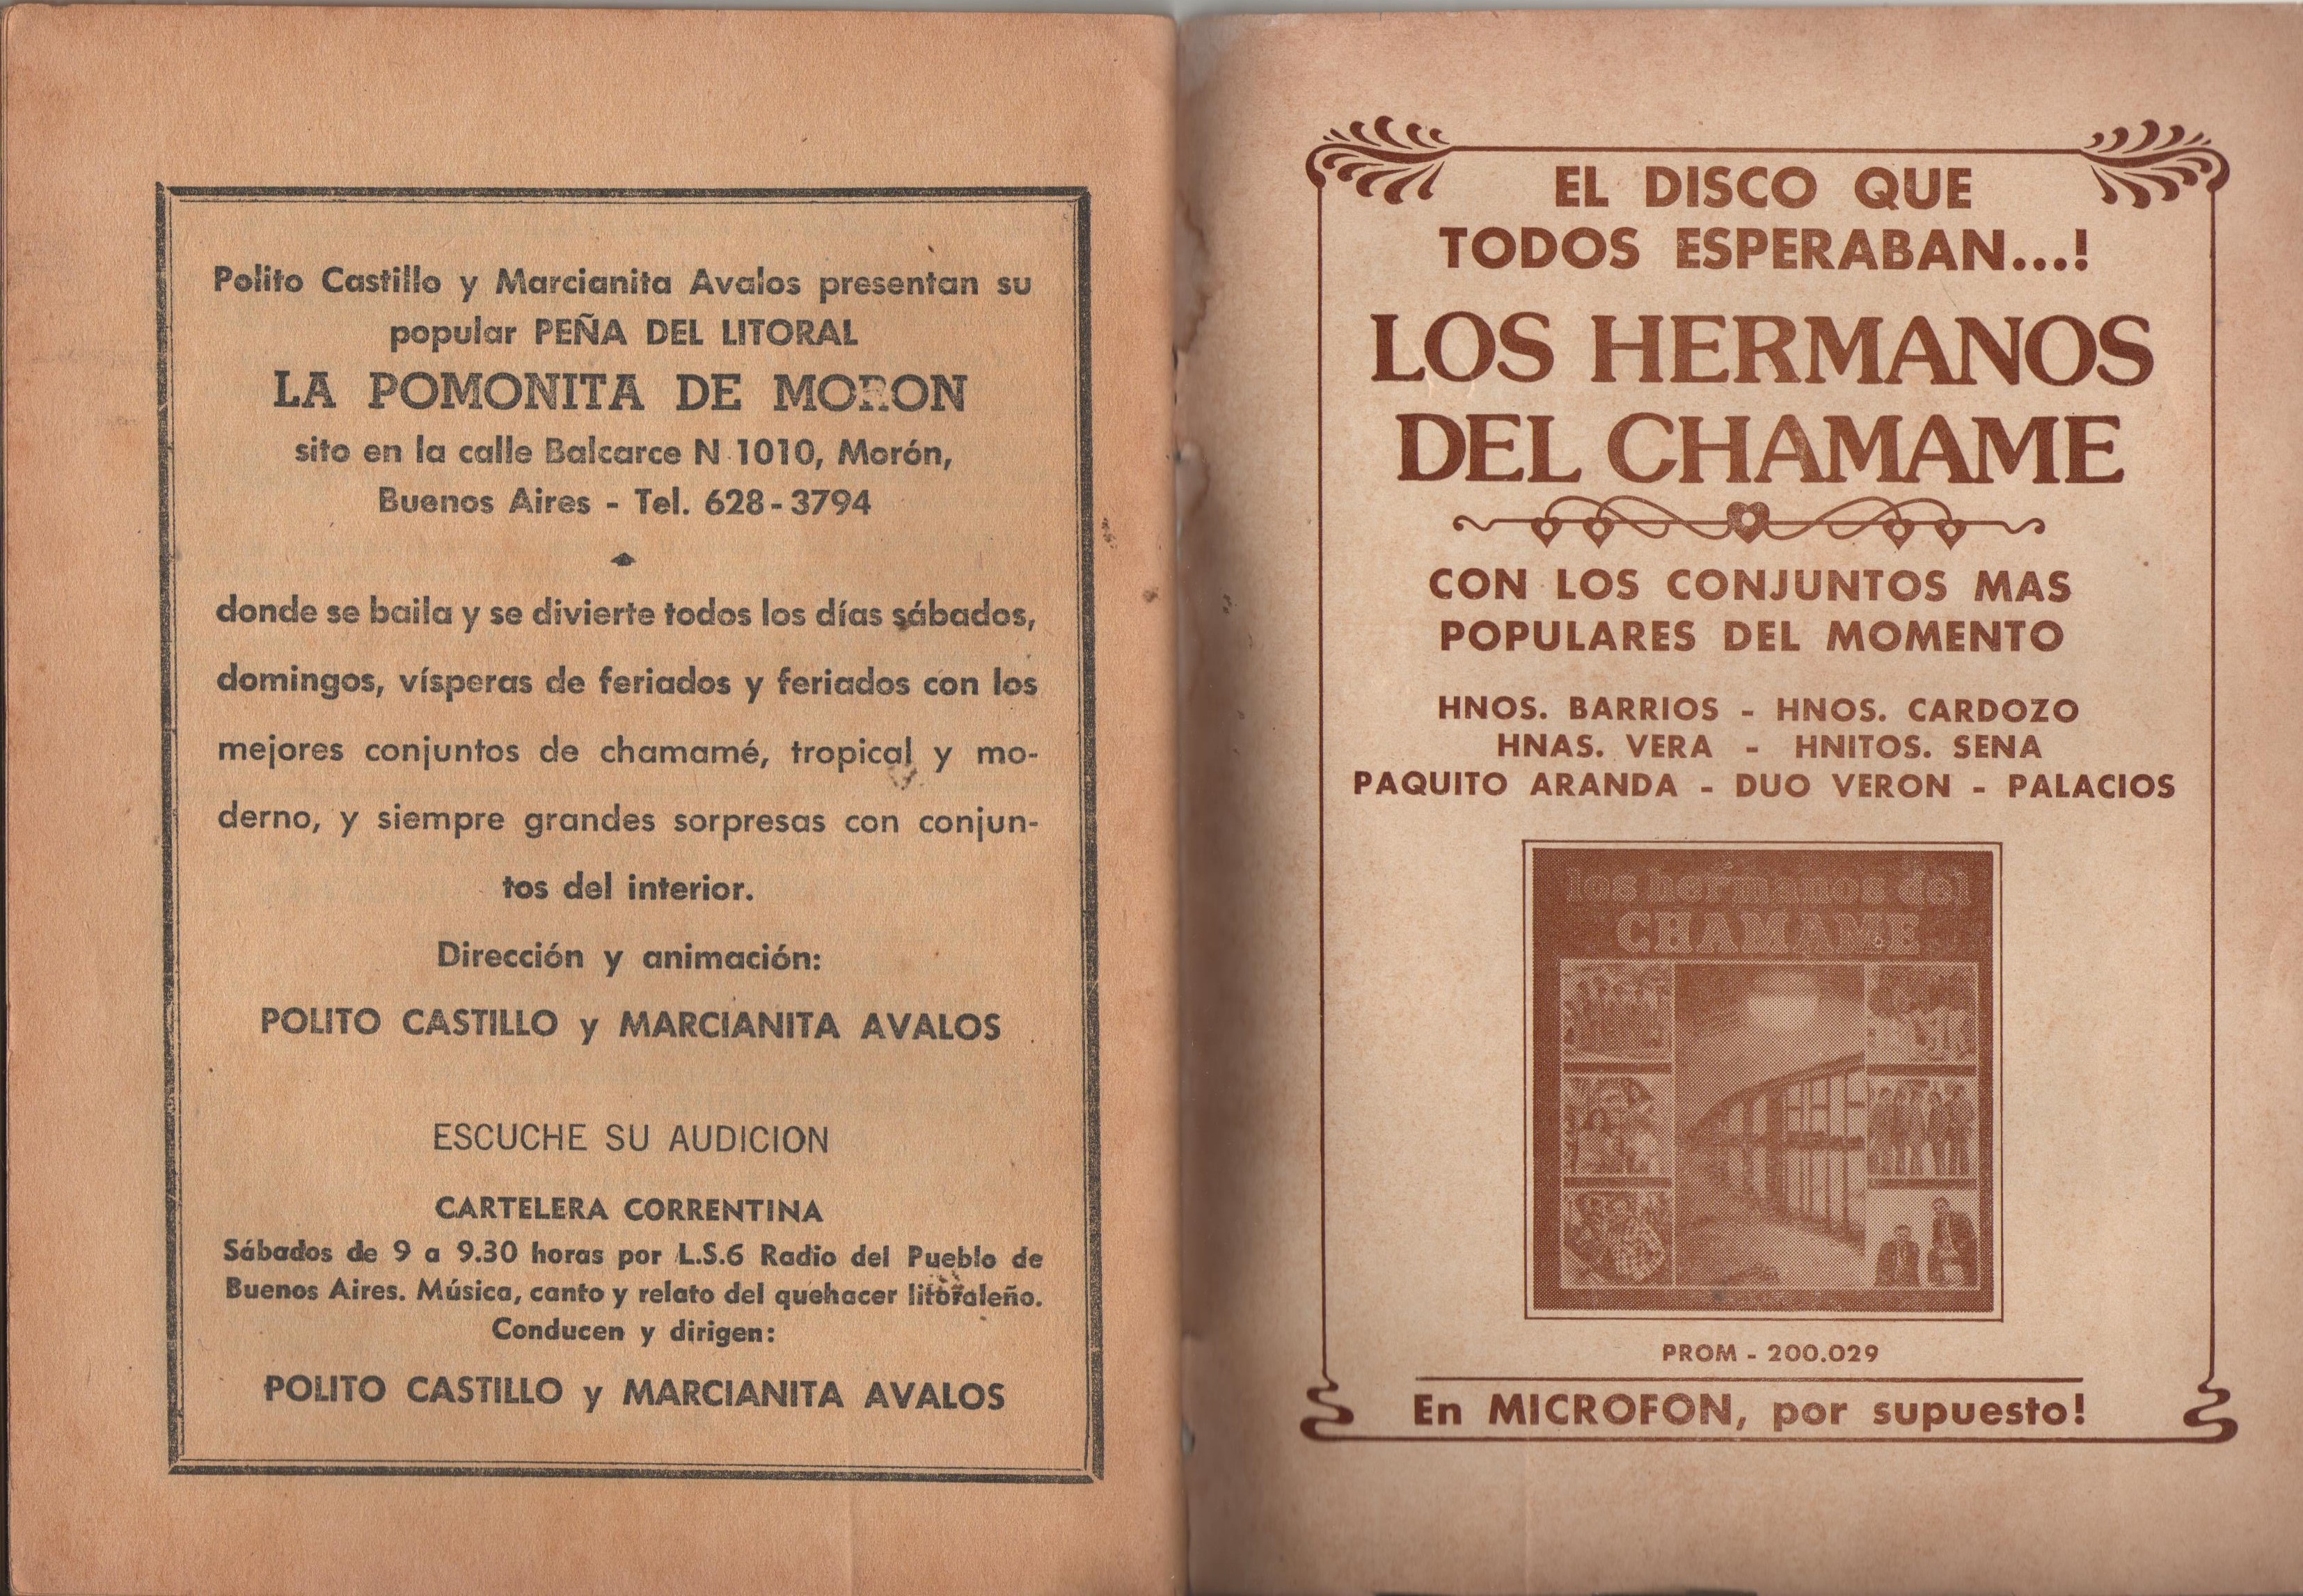 Polito Castillo y Marcianita Avalos presentan su
popular PEÑA DEL LITORAL
LA POMONITA DE MORON
sito en la calle Balcarce N 1010, Morón,
Buenos Aires - Tel. 628-3794
donde se baila y se divierte todos los días sábados,
domingos, vísperas de feriados y feriados con los
mejores conjuntos de chamamé, tropical y mo-
derno, y siempre grandes sorpresas con conjun-
tos del interior.
Dirección y animación:
POLITO CASTILLO y MARCIANITA AVALOS
ESCUCHE SU AUDICION
CARTELERA CORRENTINA
Sábados de 9 a 9.30 horas por L.S.6 Radio del Pueblo de
Buenos Aires. Música, canto y relato del quehacer litoraleño.
Conducen y dirigen:
POLITO CASTILLO y MARCIANITA AVALOS
EL DISCO QUE
TODOS ESPERABAN...!
LOS HERMANOS
DEL CHAMAME
CON LOS CONJUNTOS MAS
POPULARES DEL MOMENTO
HNOS. BARRIOS - HNOS. CARDOZO
HNAS. VERA - HNITOS. SENA
PAQUITO ARANDA - DUO VERON - PALACIOS
los hermanos del
CHAMAME
PROM - 200.029
En MICROFON, por supuesto!